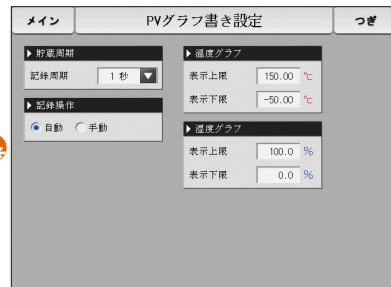 メイン
PVグラフ書き設定
つぎ
▶ 貯蔵周期
記録周期 1 秒 ▼
▶ 記録操作
自動 手動
▶ 温度グラフ
表示上限 150.00 ℃
表示下限 -50.00 ℃
▶ 湿度グラフ
表示上限 100.0 %
表示下限 0.0 %